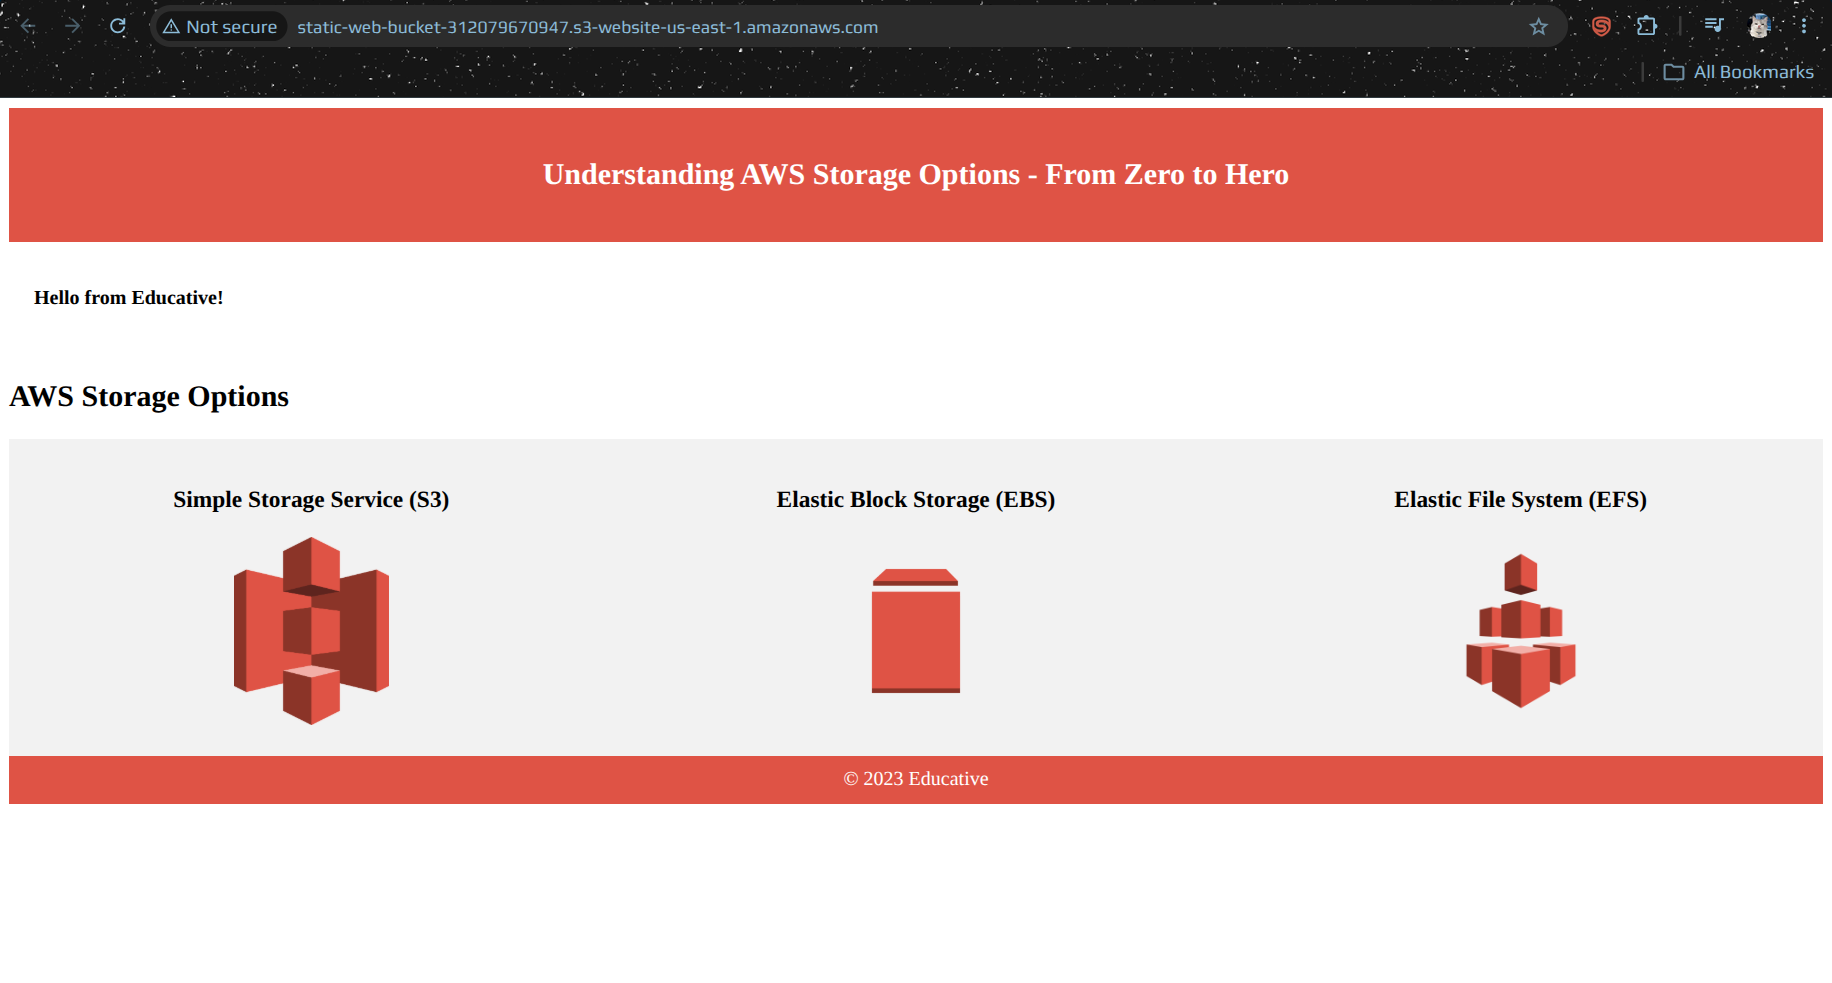 Not secure
static-web-bucket-312079670947.s3-website-us-east-1.amazonaws.com
All Bookmarks
Understanding AWS Storage Options - From Zero to Hero
Hello from Educative!
AWS Storage Options
Simple Storage Service (S3)
Elastic Block Storage (EBS)
Elastic File System (EFS)
© 2023 Educative